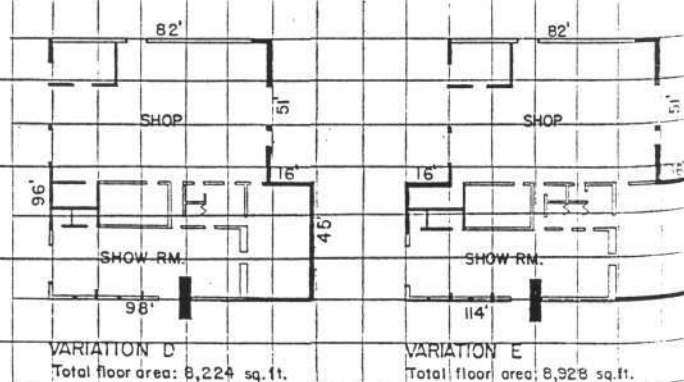 82'
SHOP
51'
16'
96'
45'
SHOW RM.
98'
VARIATION D
Total floor area: 8,224 sq.ft.
82'
SHOP
51'
16'
SHOW RM.
114'
VARIATION E
Total floor area: 8,928 sq.ft.